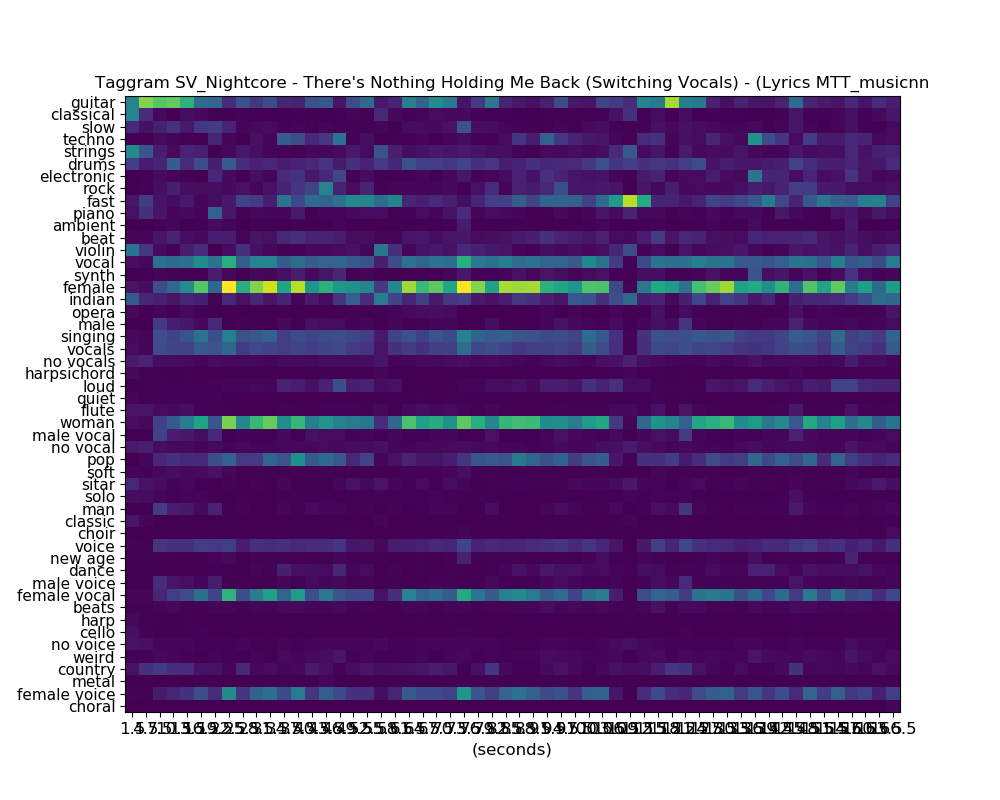 Taggram SV_Nightcore - There's Nothing Holding Me Back (Switching Vocals) - (Lyrics MTT_musicnn
guitar
classical
slow
techno
strings
drums
electronic
rock
fast
piano
ambient
beat
violin
vocal
synth
female
indian
opera
male
singing
vocals
no vocals
harpsichord
loud
quiet
flute
woman
male vocal
no vocal
pop
soft
sitar
solo
man
classic
choir
voice
new age
dance
male voice
female vocal
beats
harp
cello
no voice
weird
country
metal
female voice
choral
(seconds)